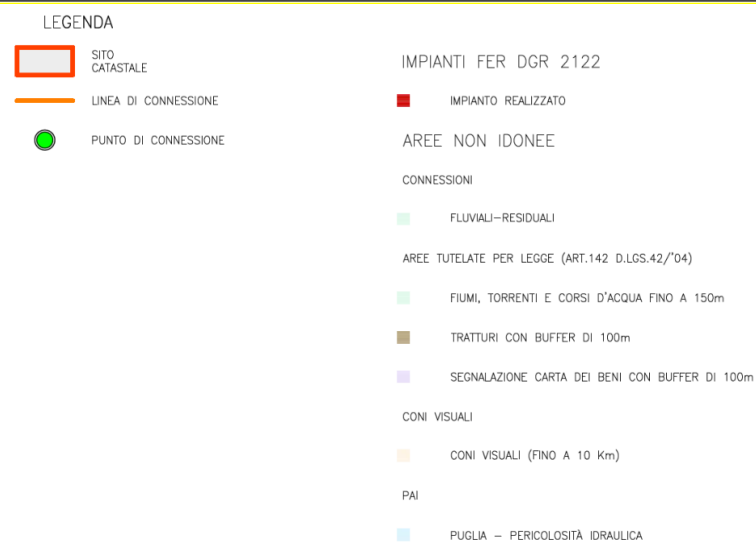 LEGENDA
SITO
CATASTALE
LINEA DI CONNESSIONE
PUNTO DI CONNESSIONE
IMPIANTI FER DGR 2122
IMPIANTO REALIZZATO
AREE NON IDONEE
CONNESSIONI
FLUVIALI-RESIDUALI
AREE TUTELATE PER LEGGE (ART.142 D.LGS.42/'04)
FIUMI, TORRENTI E CORSI D'ACQUA FINO A 150m
TRATTURI CON BUFFER DI 100m
SEGNALAZIONE CARTA DEI BENI CON BUFFER DI 100m
CONI VISUALI
CONI VISUALI (FINO A 10 Km)
PAI
PUGLIA - PERICOLOSITÀ IDRAULICA